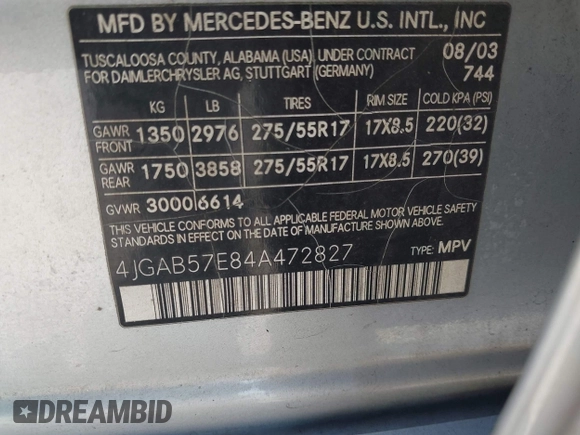 MFD BY MERCEDES-BENZ U.S. INTL., INC
TUSCALOOSA COUNTY, ALABAMA (USA), UNDER CONTRACT 08/03
FOR DAIMLERCHRYSLER AG, STUTTGART (GERMANY) 744
KG LB TIRES RIM SIZE COLD KPA (PSI)
GAWR FRONT 1350 2976 275/55R17 17X8.5 220(32)
GAWR REAR 1750 3858 275/55R17 17X8.5 270(39)
GVWR 3000 6614
THIS VEHICLE CONFORMS TO ALL APPLICABLE FEDERAL MOTOR VEHICLE SAFETY
STANDARDS IN EFFECT ON THE DATE OF MANUFACTURE SHOWN ABOVE.
4JGAB57E84A472827 TYPE: MPV
DREAMBID